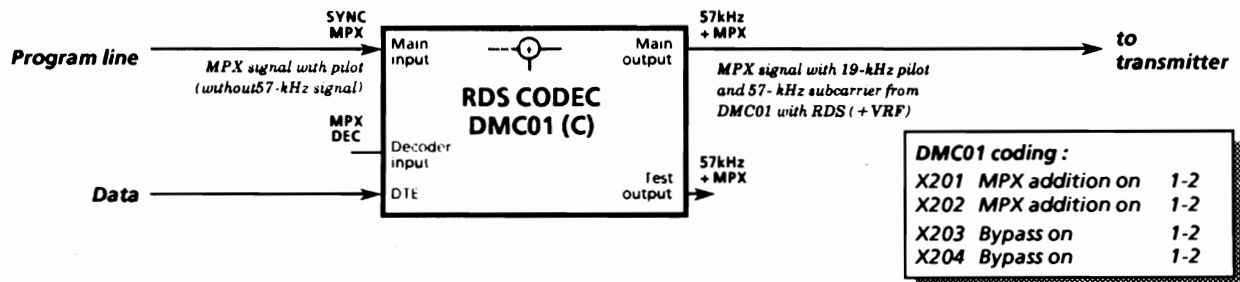 Program line
SYNC
MPX
MPX signal with pilot
(without57-kHz signal)
MPX
DEC
Data
Main
input
Main
output
RDS CODEC
DMC01 (C)
Decoder
input
DTE
Test
output
57kHz
+ MPX
MPX signal with 19-kHz pilot
and 57- kHz subcarrier from
DMC01 with RDS (+VRF)
57kHz
+ MPX
to
transmitter
DMC01 coding :
X201 MPX addition on 1-2
X202 MPX addition on 1-2
X203 Bypass on 1-2
X204 Bypass on 1-2